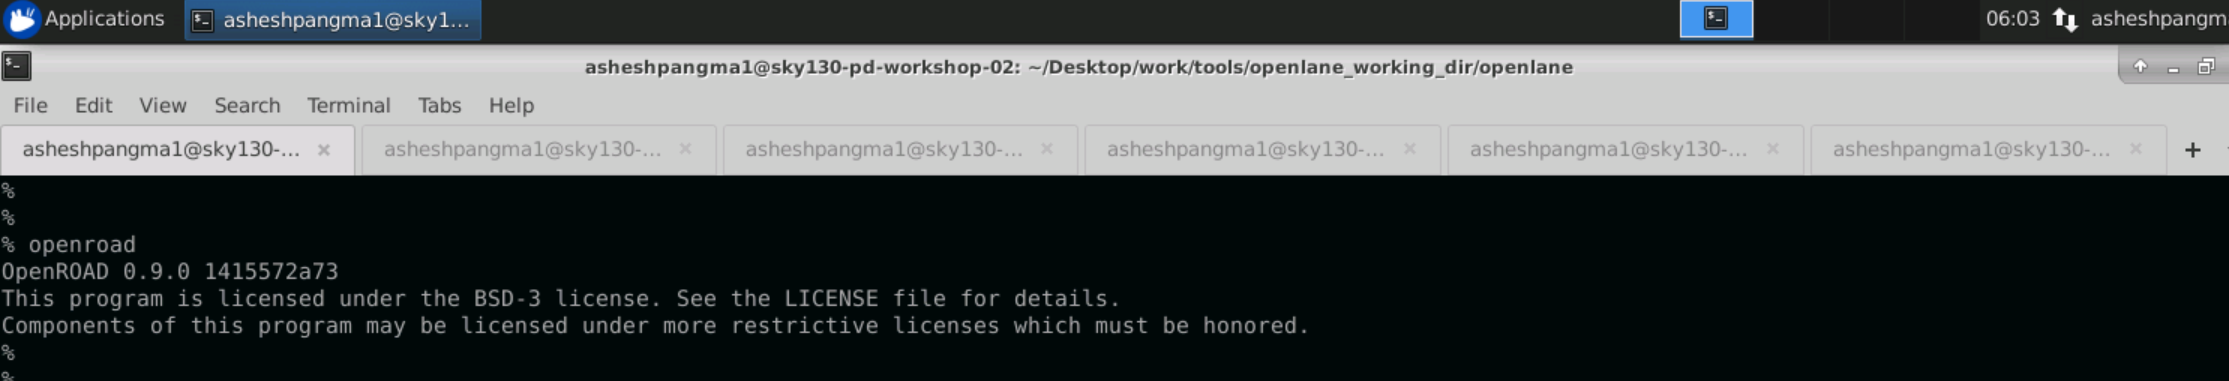 Applications asheshpangma1@sky1... 06:03 asheshpangm
asheshpangma1@sky130-pd-workshop-02: ~/Desktop/work/tools/openlane_working_dir/openlane
File Edit View Search Terminal Tabs Help
asheshpangma1@sky130-... × asheshpangma1@sky130-... × asheshpangma1@sky130-... × asheshpangma1@sky130-... × asheshpangma1@sky130-... × asheshpangma1@sky130-... × +
%
%
% openroad
OpenROAD 0.9.0 1415572a73
This program is licensed under the BSD-3 license. See the LICENSE file for details.
Components of this program may be licensed under more restrictive licenses which must be honored.
%
%